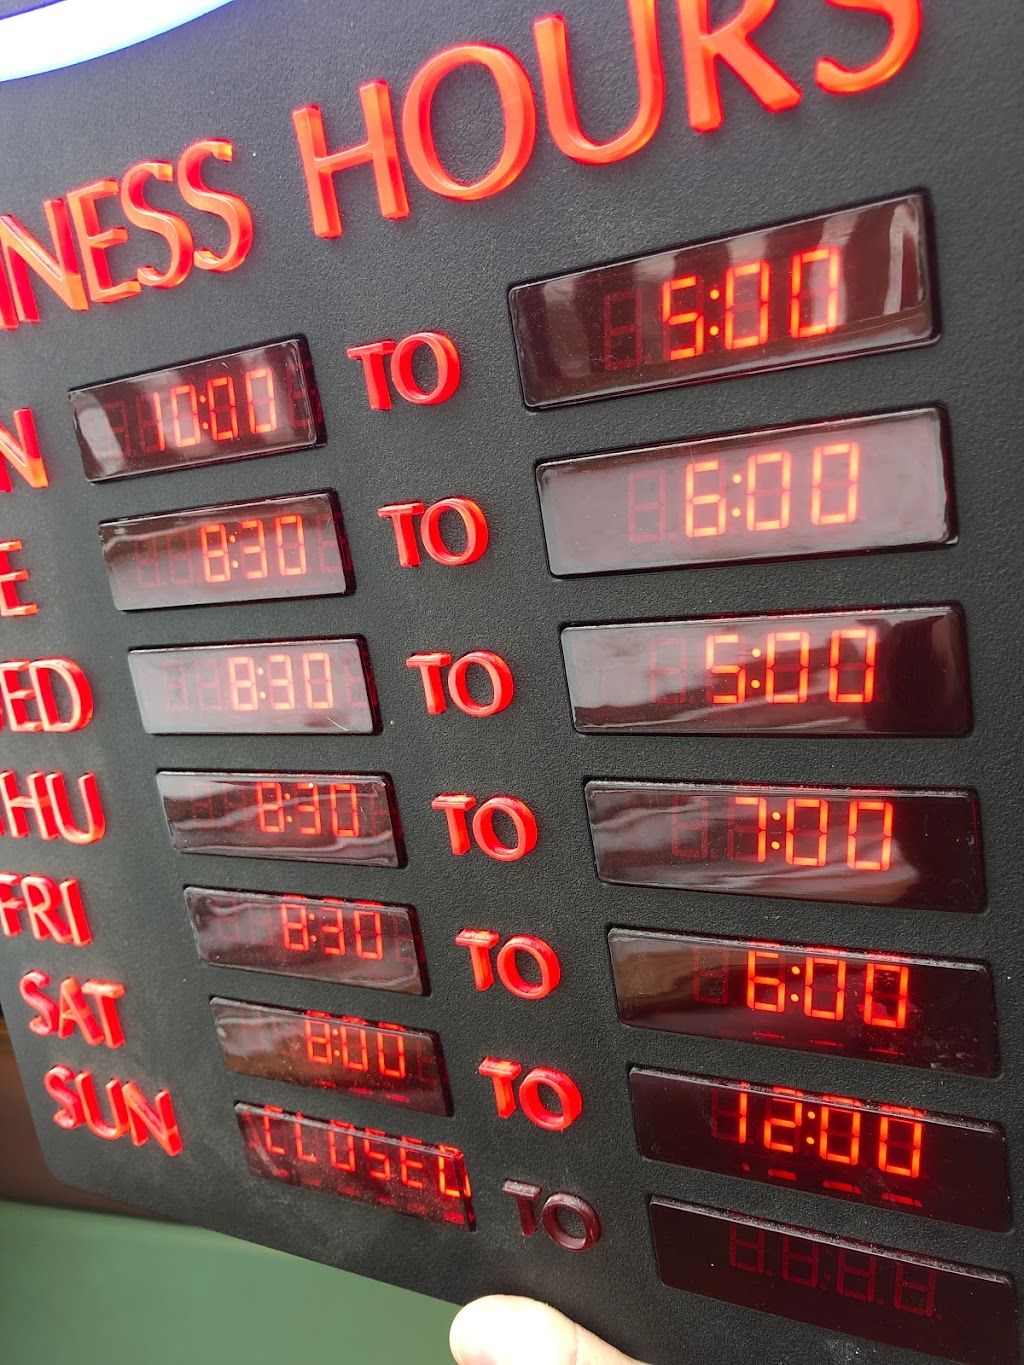 INESS HOURS
N 10:00 TO 5:00
E 8:30 TO 6:00
ED 8:30 TO 5:00
HU 8:30 TO 7:00
FRI 8:30 TO 6:00
SAT 8:00 TO 12:00
SUN CLOSED TO